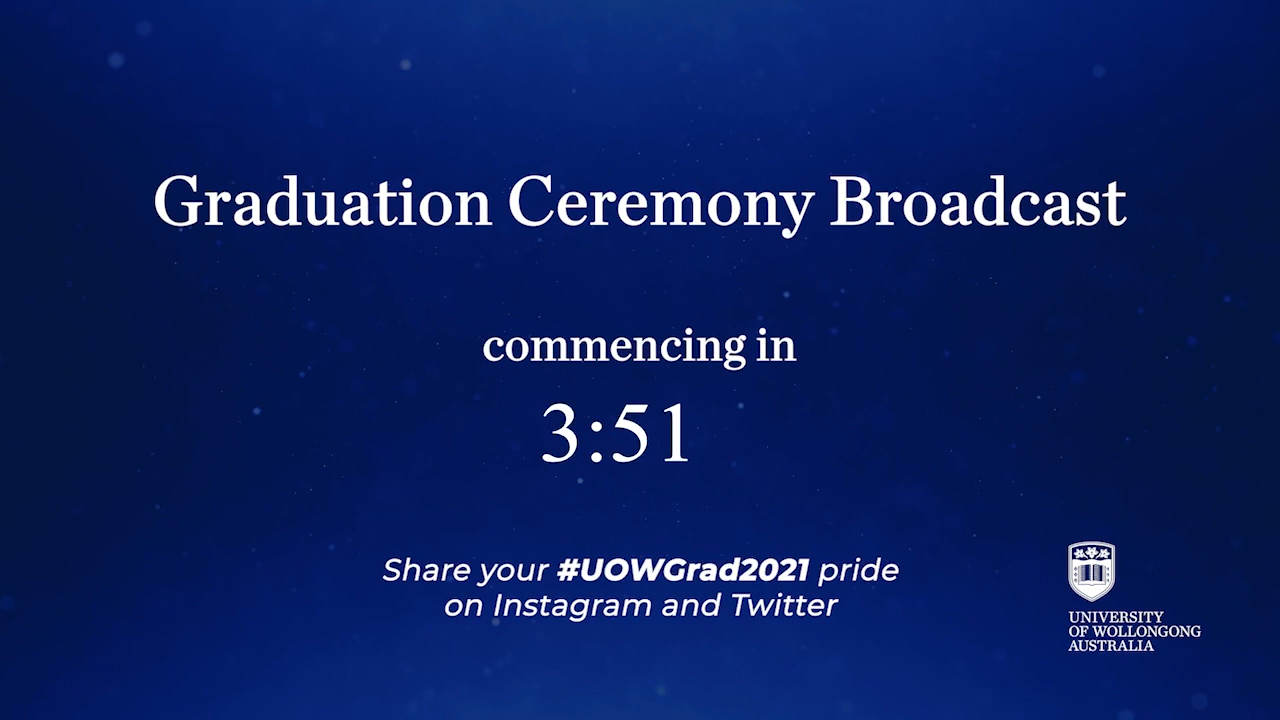 Graduation Ceremony Broadcast
commencing in
3:51
Share your #UOWGrad2021 pride
on Instagram and Twitter
UNIVERSITY
OF WOLLONGONG
AUSTRALIA